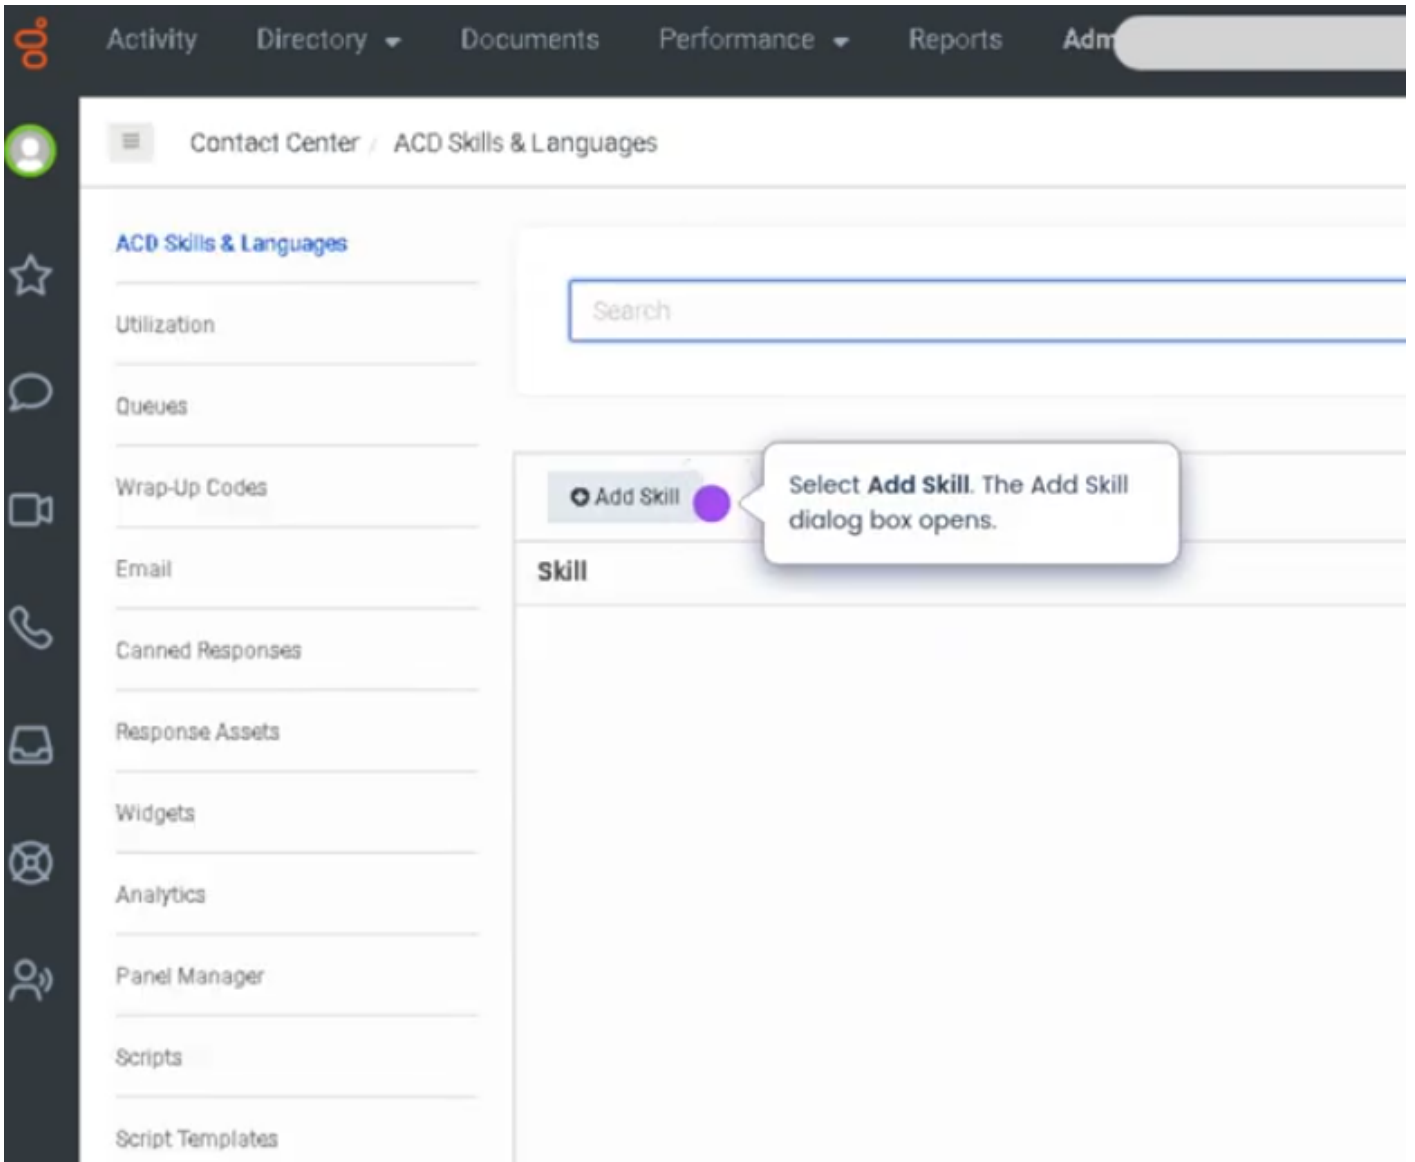 Activity Directory Documents Performance Reports Adm
Contact Center / ACD Skills & Languages
ACD Skills & Languages
Utilization
Queues
Wrap-Up Codes
Email
Canned Responses
Response Assets
Widgets
Analytics
Panel Manager
Scripts
Script Templates
Search
Add Skill
Select Add Skill. The Add Skill
dialog box opens.
Skill